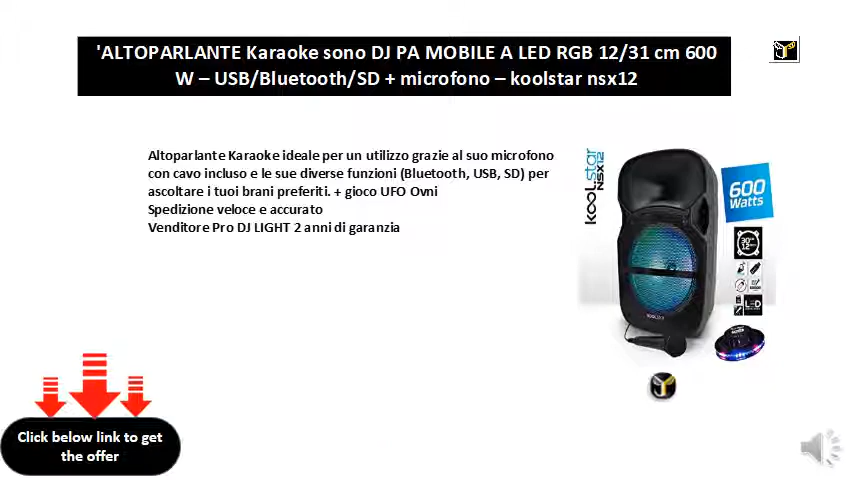 'ALTOPARLANTE Karaoke sono DJ PA MOBILE A LED RGB 12/31 cm 600
W – USB/Bluetooth/SD + microfono – koolstar nsx12
Altoparlante Karaoke ideale per un utilizzo grazie al suo microfono
con cavo incluso e le sue diverse funzioni (Bluetooth, USB, SD) per
ascoltare i tuoi brani preferiti. + gioco UFO Ovni
Spedizione veloce e accurato
Venditore Pro DJ LIGHT 2 anni di garanzia
KOOLSTAR
NSX12
600
Watts
30cm
12"
LED
Click below link to get
the offer